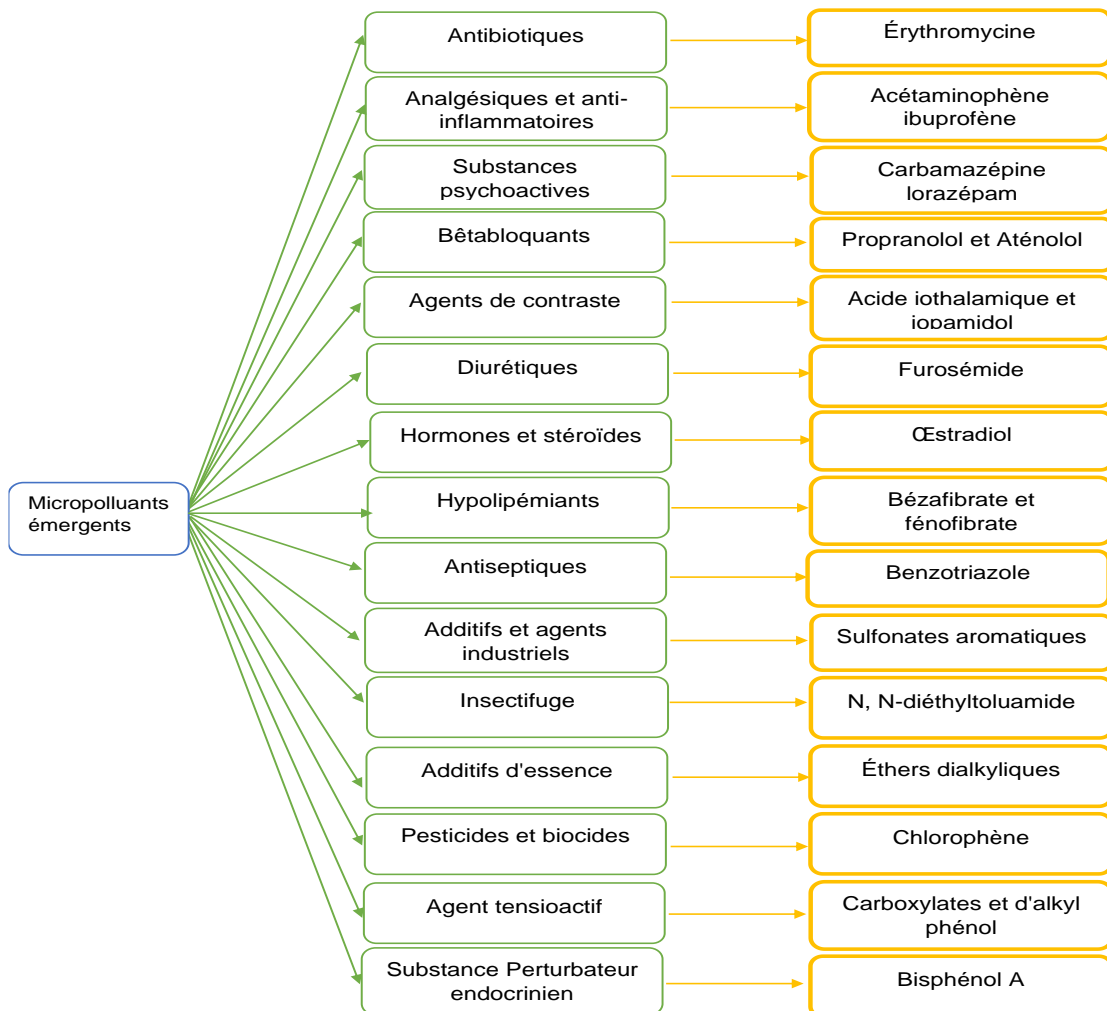 Antibiotiques
Érythromycine
Analgésiques et anti-
inflammatoires
Acétaminophène
ibuprofène
Substances
psychoactives
Carbamazépine
lorazépam
Bêtabloquants
Propranolol et Aténolol
Agents de contraste
Acide iothalamique et
iopamidol
Diurétiques
Furosémide
Hormones et stéroïdes
Œstradiol
Micropolluants
émergents
Hypolipémiants
Bézafibrate et
fénofibrate
Antiseptiques
Benzotriazole
Additifs et agents
industriels
Sulfonates aromatiques
Insectifuge
N, N-diéthyltoluamide
Additifs d'essence
Éthers dialkyliques
Pesticides et biocides
Chlorophène
Agent tensioactif
Carboxylates et d'alkyl
phénol
Substance Perturbateur
endocrinien
Bisphénol A